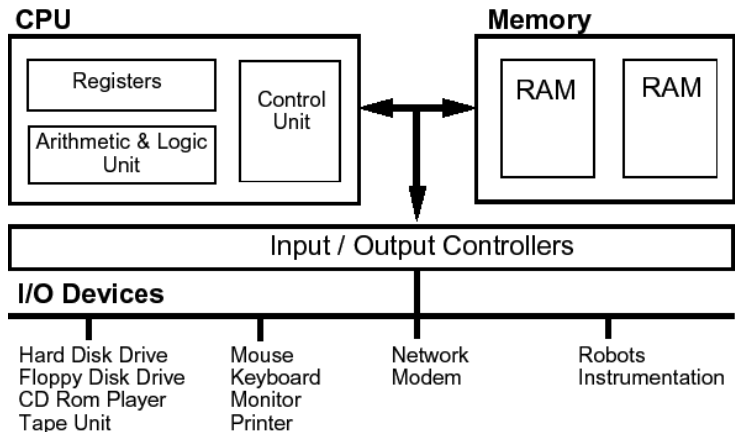 CPU
Memory
Registers
Control
Unit
Arithmetic & Logic
Unit
RAM
RAM
Input / Output Controllers
I/O Devices
Hard Disk Drive
Floppy Disk Drive
CD Rom Player
Tape Unit
Mouse
Keyboard
Monitor
Printer
Network
Modem
Robots
Instrumentation